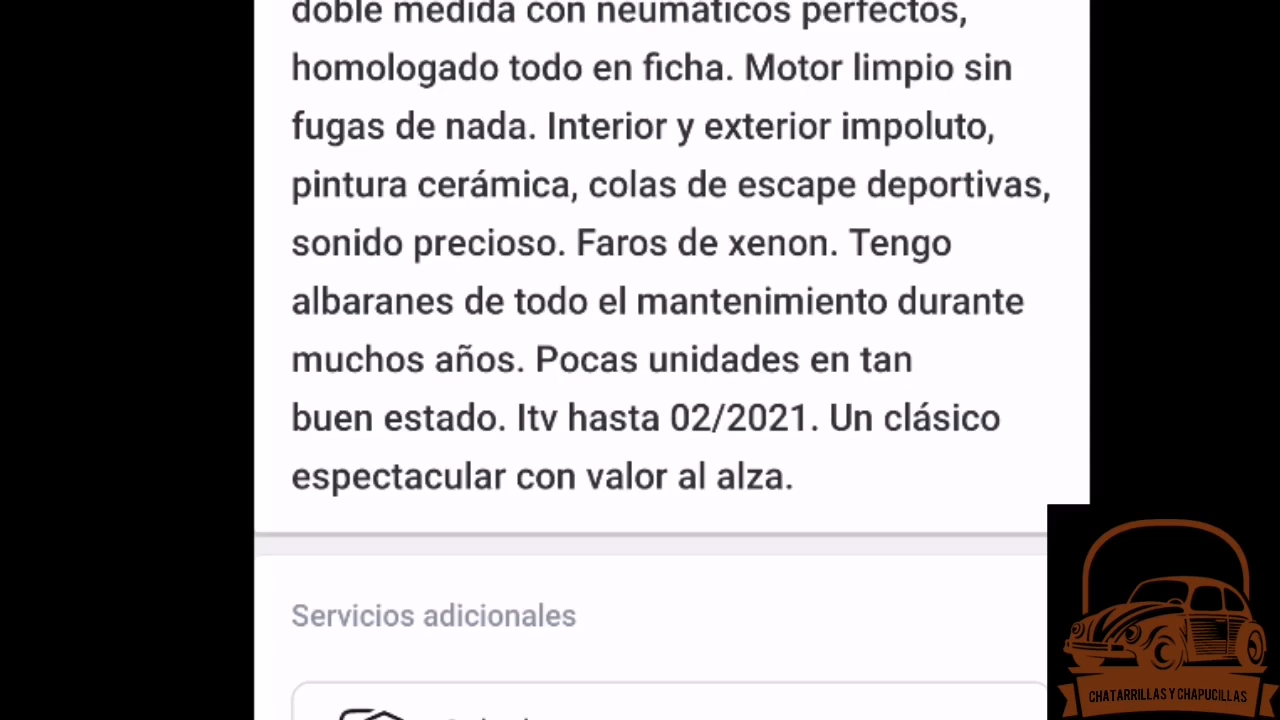 doble medida con neumáticos perfectos,
homologado todo en ficha. Motor limpio sin
fugas de nada. Interior y exterior impoluto,
pintura cerámica, colas de escape deportivas,
sonido precioso. Faros de xenon. Tengo
albaranes de todo el mantenimiento durante
muchos años. Pocas unidades en tan
buen estado. Itv hasta 02/2021. Un clásico
espectacular con valor al alza.
Servicios adicionales
CHATARRILLAS Y CHAPUCILLAS